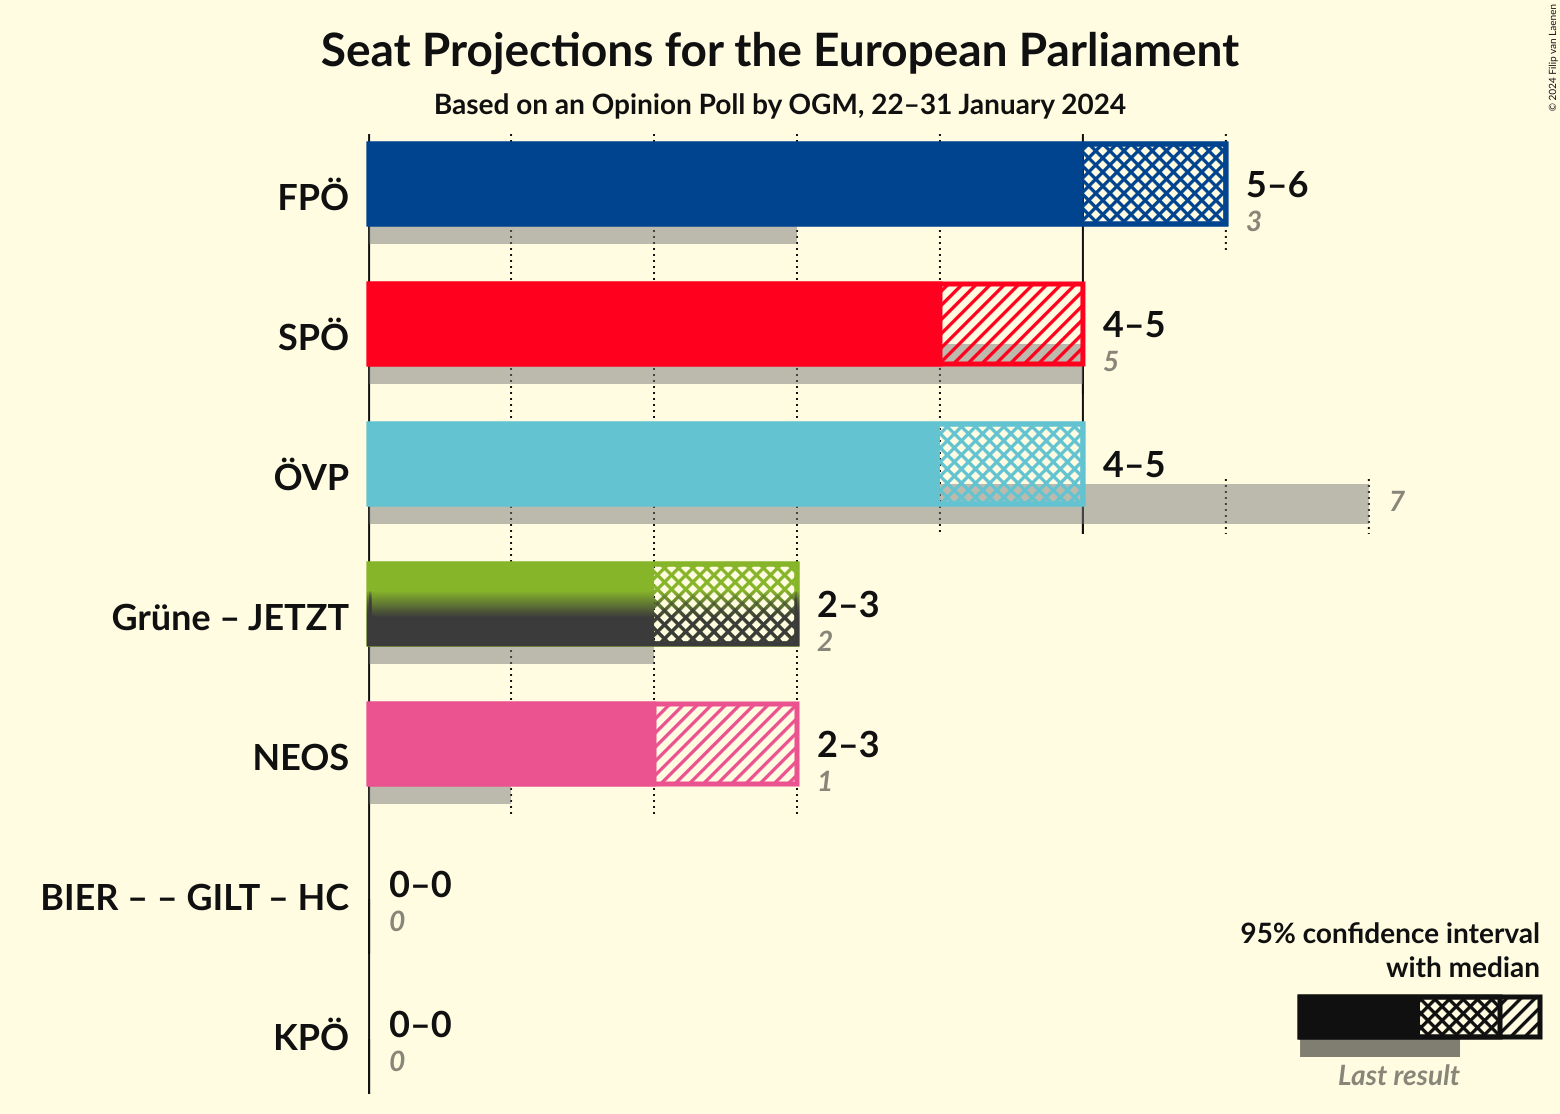 Seat Projections for the European Parliament
Based on an Opinion Poll by OGM, 22–31 January 2024
© 2024 Filip van Laenen
FPÖ
5–6
3
SPÖ
4–5
5
ÖVP
4–5
7
Grüne – JETZT
2–3
2
NEOS
2–3
1
BIER – – GILT – HC
0–0
0
KPÖ
0–0
0
95% confidence interval
with median
Last result